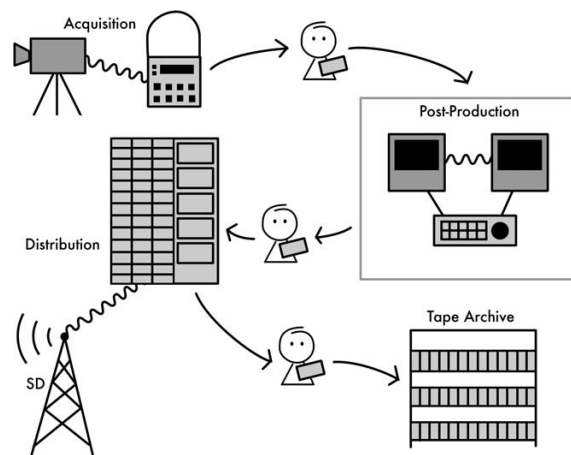 Acquisition
Post-Production
Distribution
Tape Archive
SD